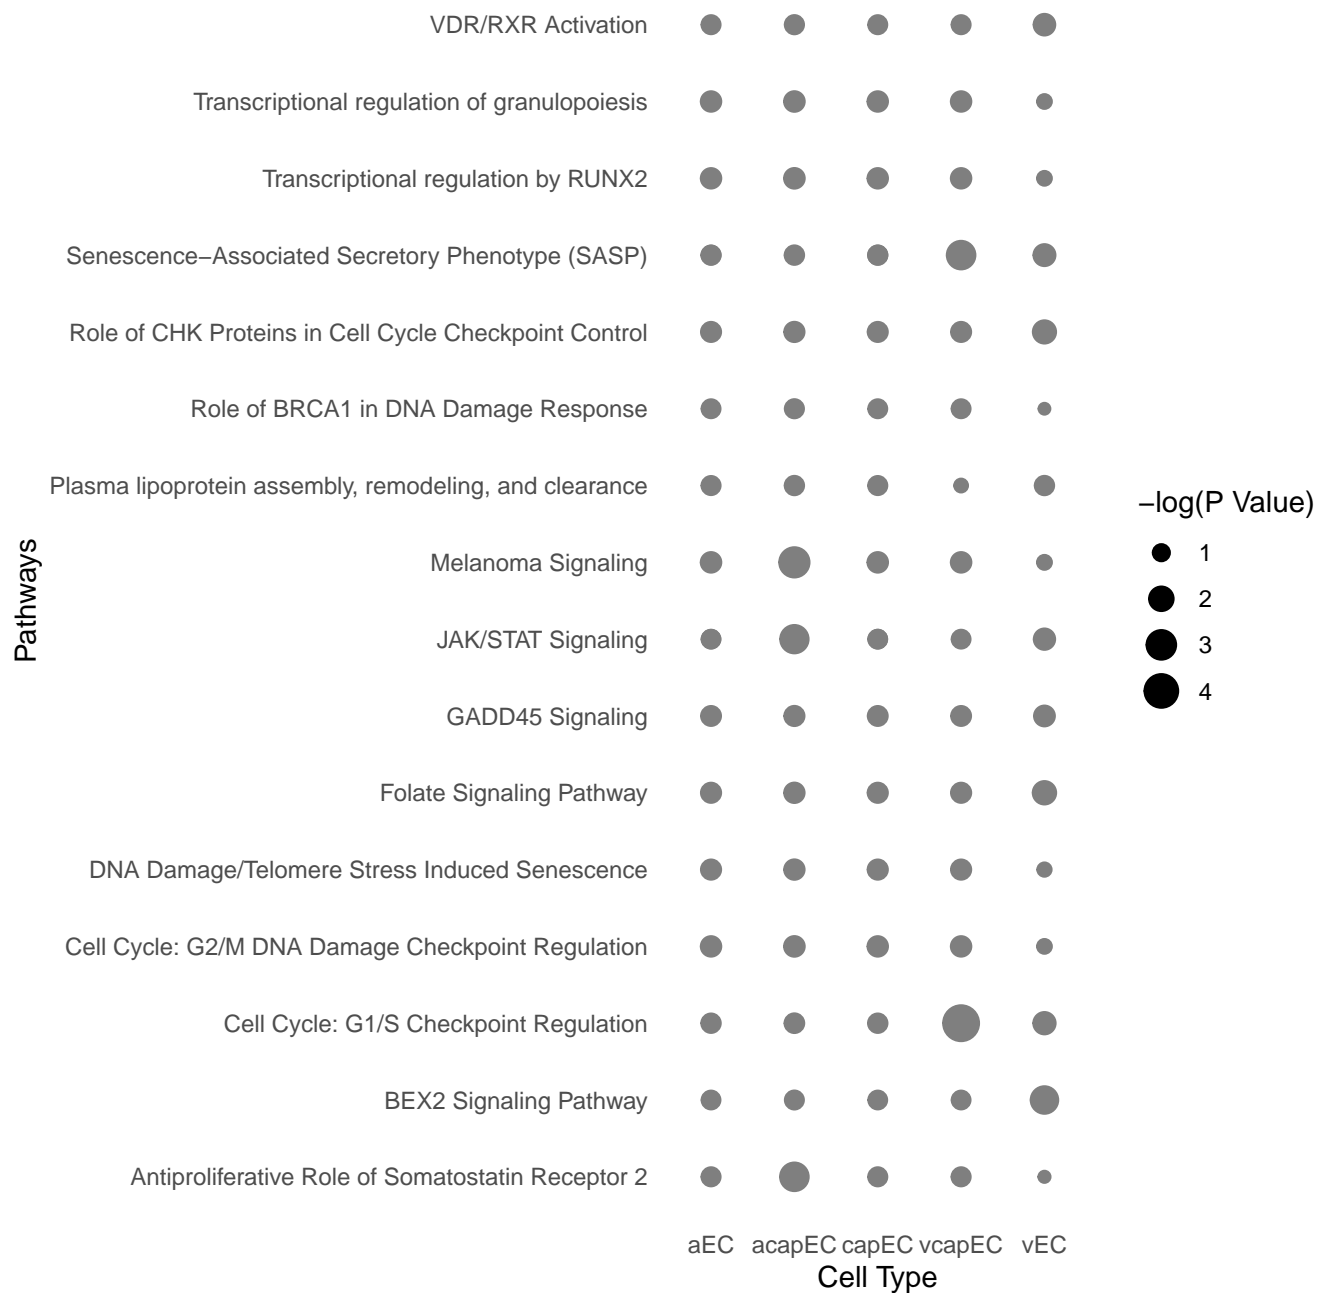 VDR/RXR Activation
Transcriptional regulation of granulopoiesis
Transcriptional regulation by RUNX2
Senescence−Associated Secretory Phenotype (SASP)
Role of CHK Proteins in Cell Cycle Checkpoint Control
Role of BRCA1 in DNA Damage Response
Plasma lipoprotein assembly, remodeling, and clearance
Melanoma Signaling
JAK/STAT Signaling
GADD45 Signaling
Folate Signaling Pathway
DNA Damage/Telomere Stress Induced Senescence
Cell Cycle: G2/M DNA Damage Checkpoint Regulation
Cell Cycle: G1/S Checkpoint Regulation
BEX2 Signaling Pathway
Antiproliferative Role of Somatostatin Receptor 2
Pathways
aEC acapEC capEC vcapEC vEC
Cell Type
−log(P Value)
1
2
3
4